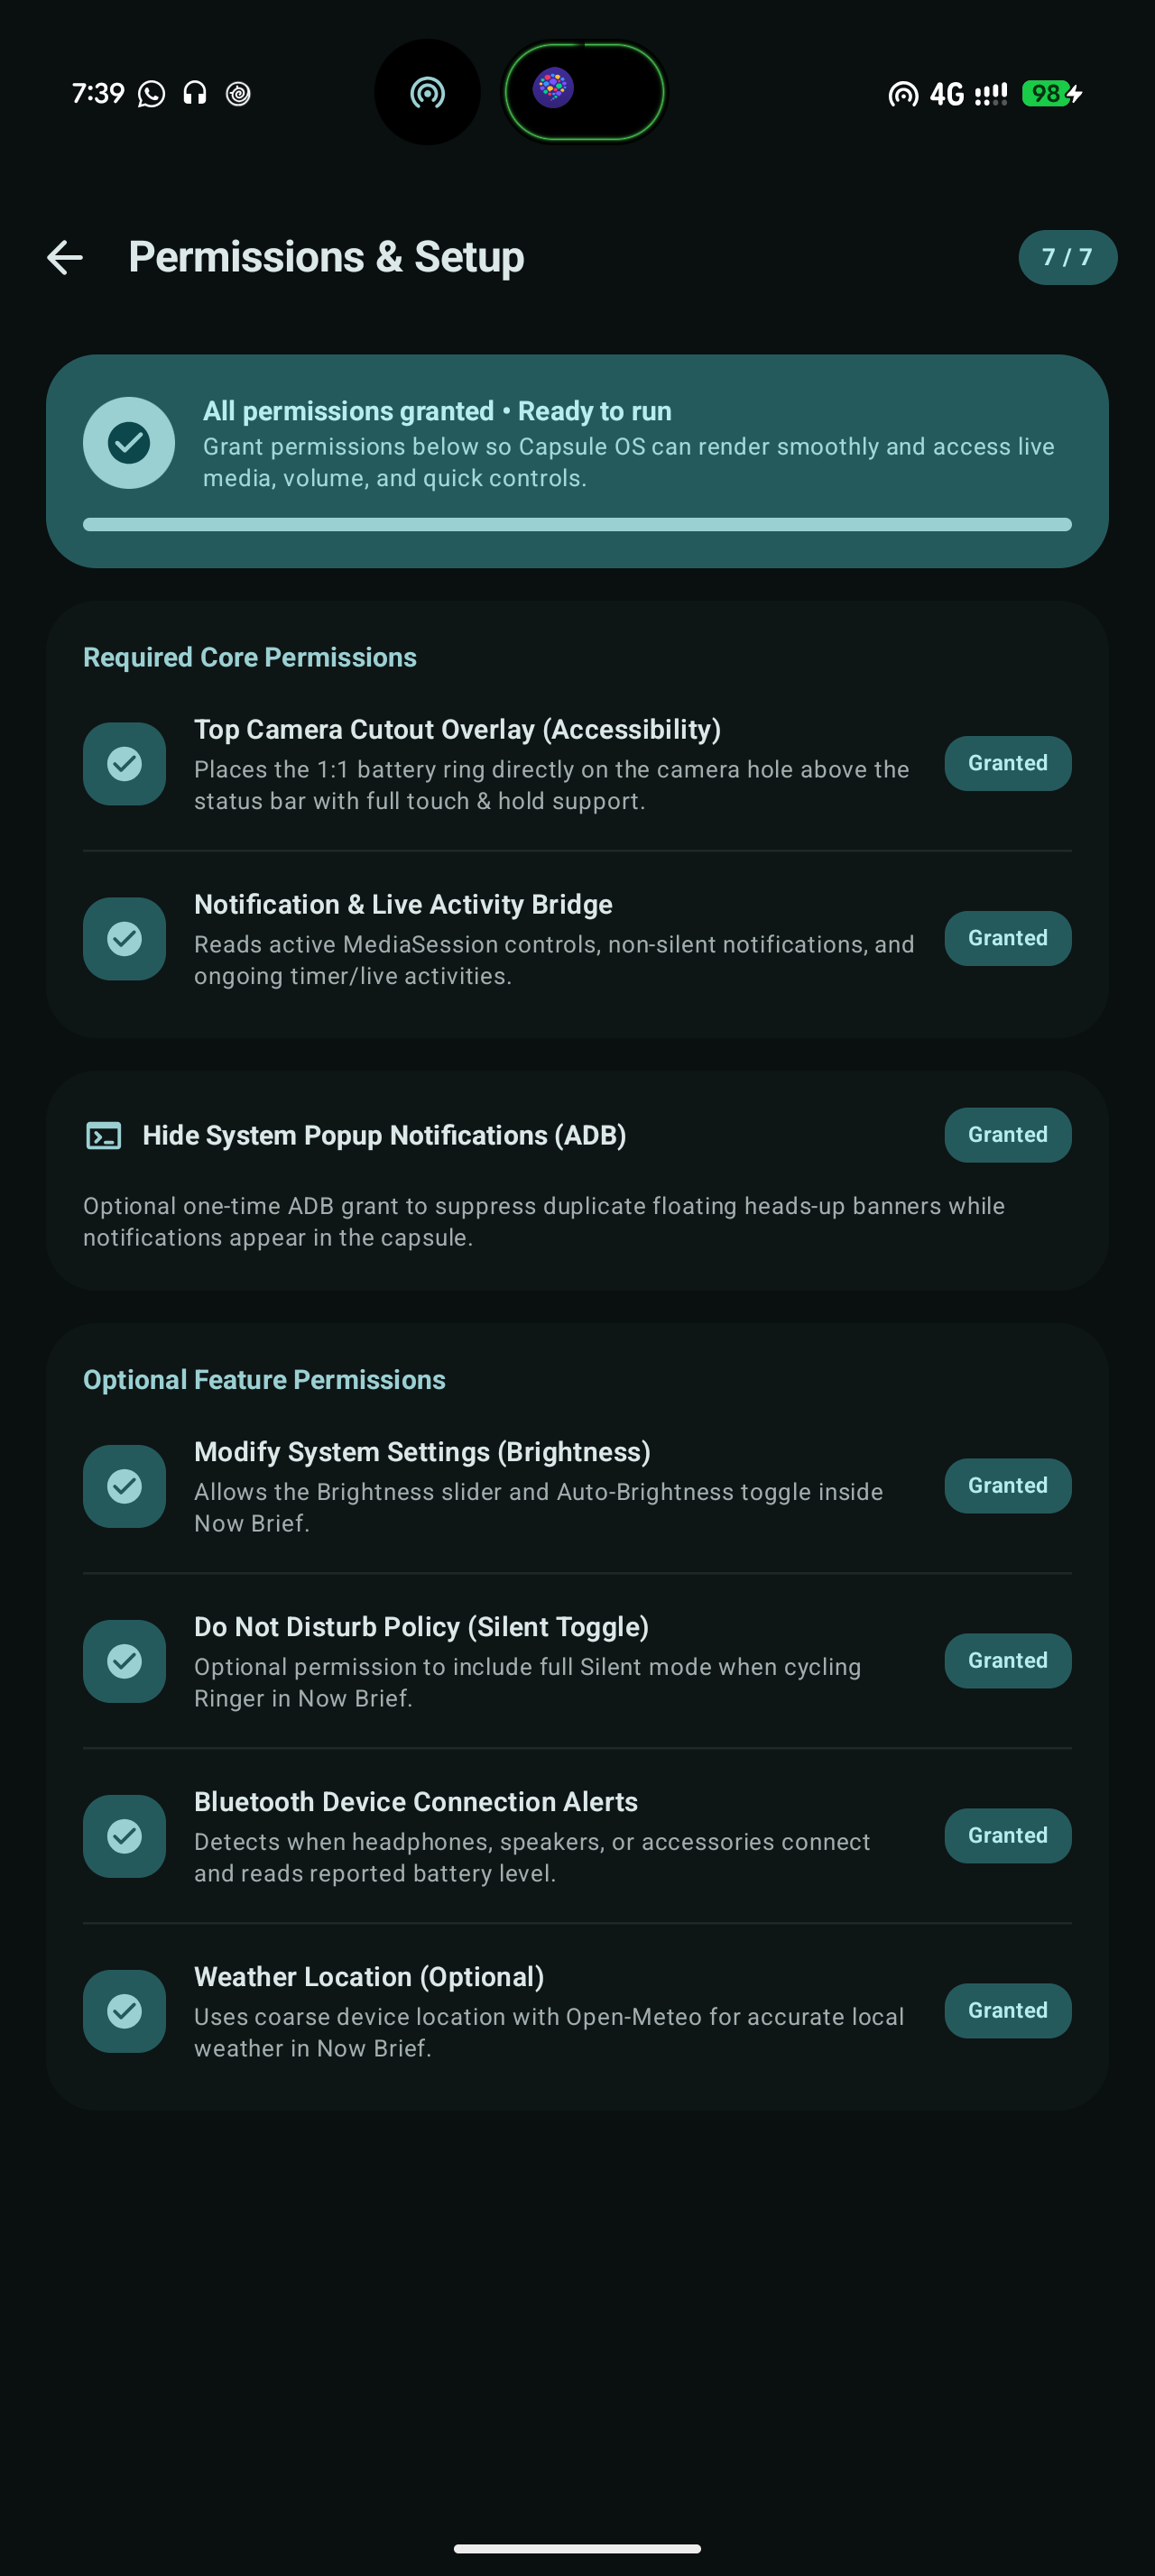 7:39
4G
98
Permissions & Setup
7 / 7
All permissions granted • Ready to run
Grant permissions below so Capsule OS can render smoothly and access live
media, volume, and quick controls.
Required Core Permissions
Top Camera Cutout Overlay (Accessibility)
Places the 1:1 battery ring directly on the camera hole above the
status bar with full touch & hold support.
Granted
Notification & Live Activity Bridge
Reads active MediaSession controls, non-silent notifications, and
ongoing timer/live activities.
Granted
Hide System Popup Notifications (ADB)
Granted
Optional one-time ADB grant to suppress duplicate floating heads-up banners while
notifications appear in the capsule.
Optional Feature Permissions
Modify System Settings (Brightness)
Allows the Brightness slider and Auto-Brightness toggle inside
Now Brief.
Granted
Do Not Disturb Policy (Silent Toggle)
Optional permission to include full Silent mode when cycling
Ringer in Now Brief.
Granted
Bluetooth Device Connection Alerts
Detects when headphones, speakers, or accessories connect
and reads reported battery level.
Granted
Weather Location (Optional)
Uses coarse device location with Open-Meteo for accurate local
weather in Now Brief.
Granted